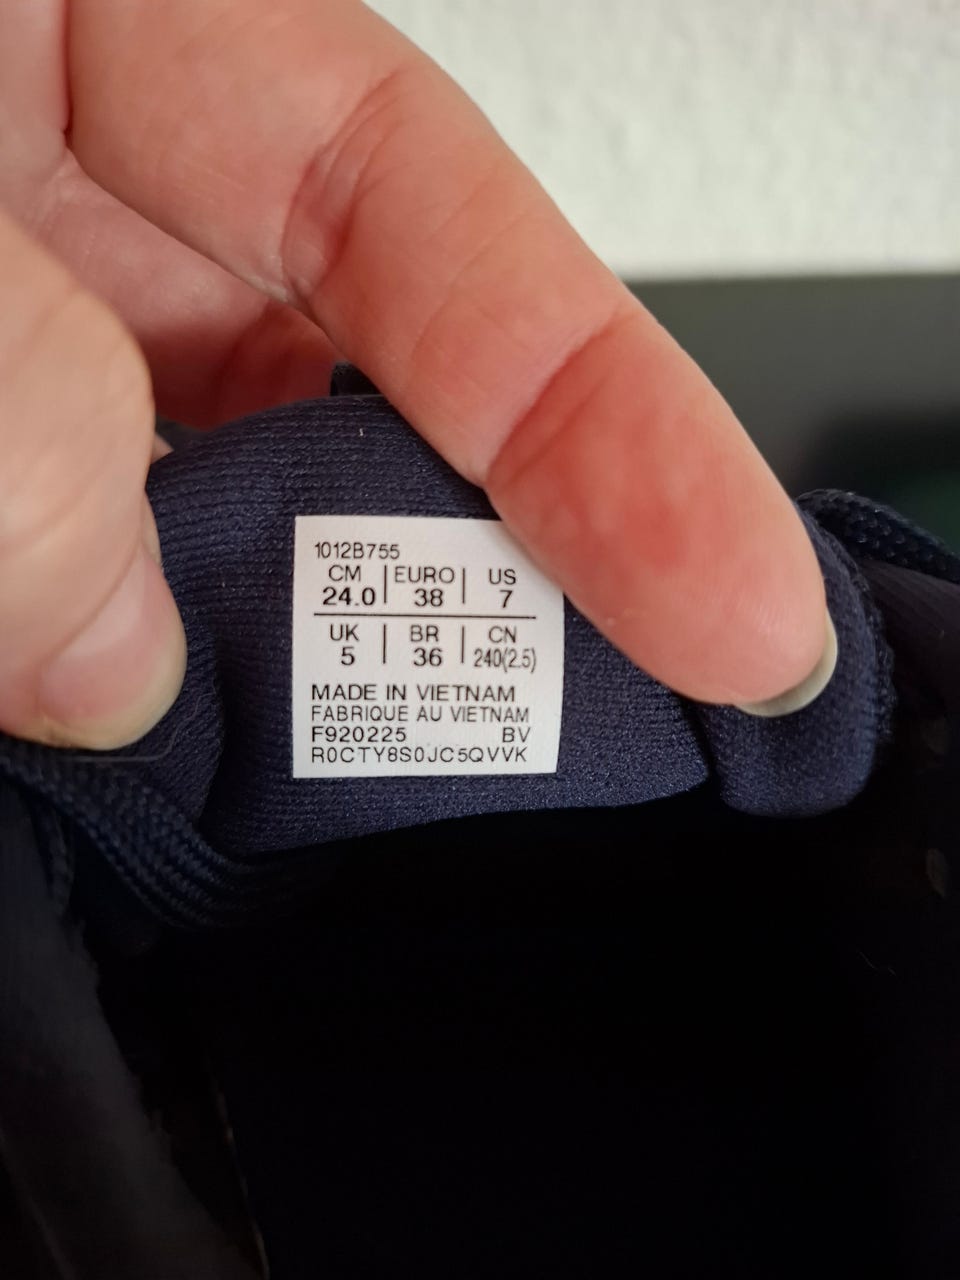 1012B755
CM | EURO | US
24.0 | 38 | 7
UK | BR | CN
5 | 36 | 240(2.5)
MADE IN VIETNAM
FABRIQUE AU VIETNAM
F920225 BV
R0CTY8S0JC5QVVK